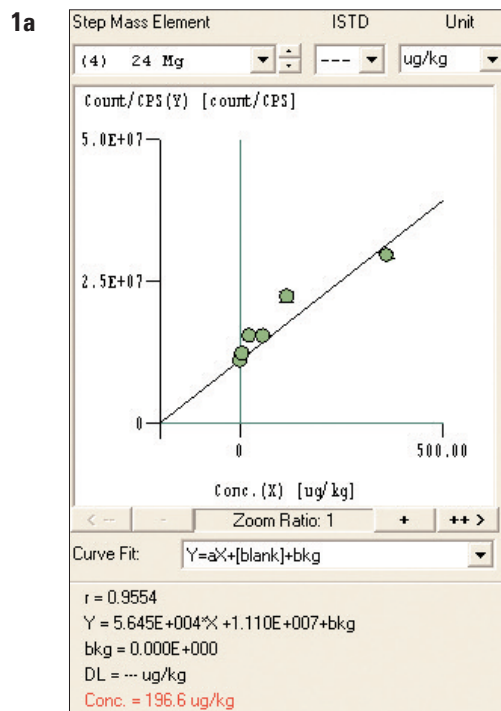 1a
Step Mass Element ISTD Unit
(4) 24 Mg --- ug/kg
Count/CPS(Y) [count/CPS]
5.0E+07
2.5E+07
0
0 500.00
Conc.(X) [ug/kg]
< -- - Zoom Ratio: 1 + ++ >
Curve Fit: Y=aX+[blank]+bkg
r = 0.9554
Y = 5.645E+004*X +1.110E+007+bkg
bkg = 0.000E+000
DL = --- ug/kg
Conc. = 196.6 ug/kg